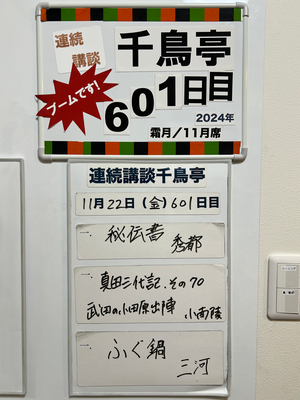 連続
講談
千鳥亭
ブームです!
601日目
2024年
霜月/11月席
連続講談千鳥亭
11月22日(金)601日目
一、秘伝書
秀都
一、真田三代記、その70
武田の小田原出陣 小南陵
一、ふぐ鍋
三河